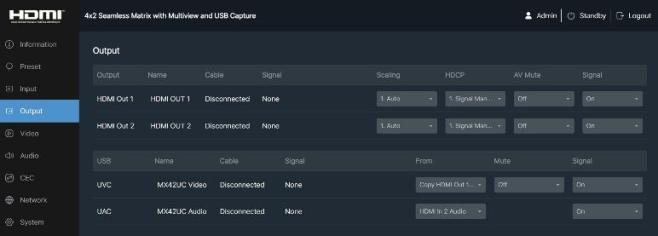 HDMI
4x2 Seamless Matrix with Multiview and USB Capture
Admin
Standby
Logout
Information
Preset
Input
Output
Video
Audio
CEC
Network
System
Output
Output Name Cable Signal Scaling HDCP AV Mute Signal
HDMI Out 1 HDMI OUT 1 Disconnected None 1. Auto 1. Signal Man... Off On
HDMI Out 2 HDMI OUT 2 Disconnected None 1. Auto 1. Signal Man... Off On
USB Name Cable Signal From Mute Signal
UVC MX42UC Video Disconnected None Copy HDMI Out 1... Off On
UAC MX42UC Audio Disconnected None HDMI In 2 Audio On